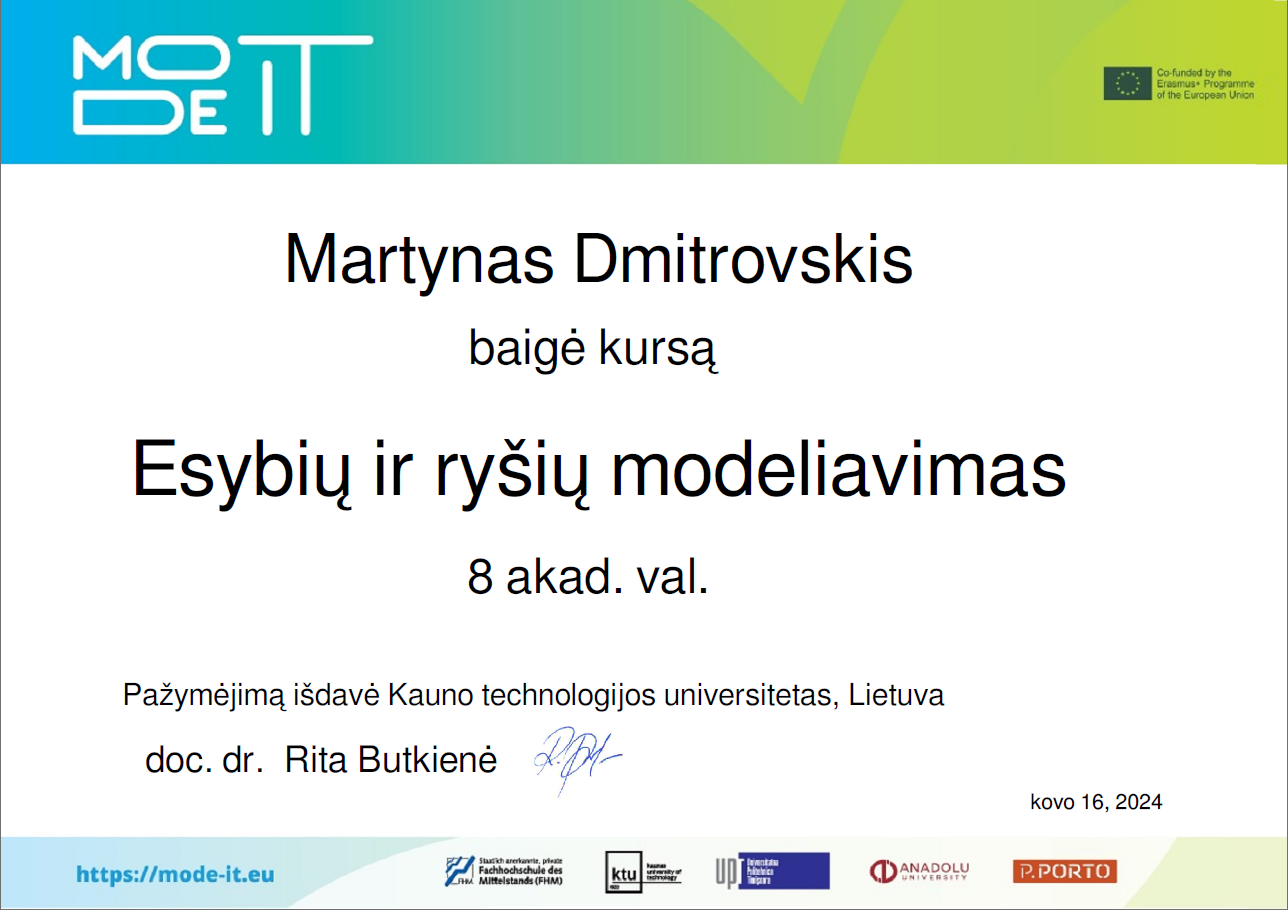 MODE IT
Co-funded by the
Erasmus+ Programme
of the European Union
Martynas Dmitrovskis
baigė kursą
Esybių ir ryšių modeliavimas
8 akad. val.
Pažymėjimą išdavė Kauno technologijos universitetas, Lietuva
doc. dr. Rita Butkienė
kovo 16, 2024
https://mode-it.eu
FHM
Staatlich anerkannte, private
Fachhochschule des
Mittelstands (FHM)
ktu
1922
kaunas
university of
technology
upt
Universitatea
Politehnica
Timișoara
ANADOLU
UNIVERSITY
P.PORTO